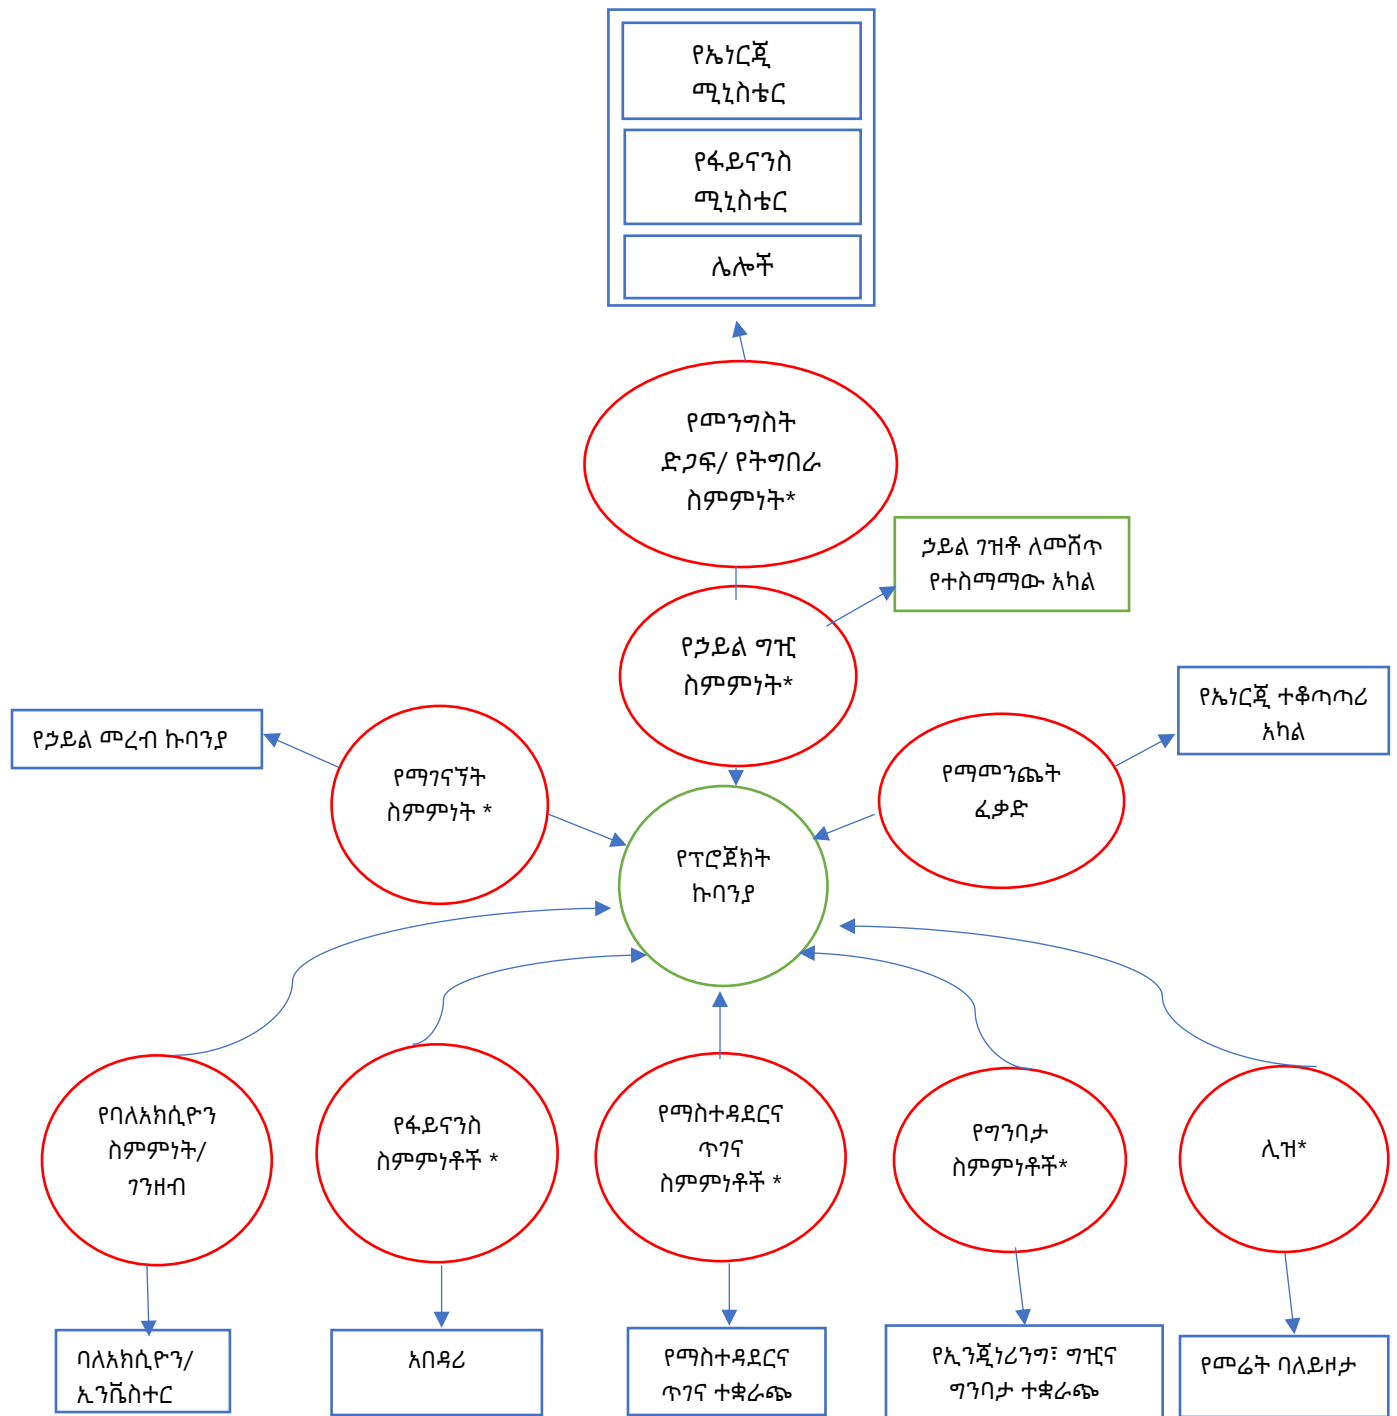 የኤነርጂ
ሚኒስቴር
የፋይናንስ
ሚኒስቴር
ሌሎች
የመንግስት
ድጋፍ/ የትግበራ
ስምምነት*
ኃይል ገዝቶ ለመሸጥ
የተስማማው አካል
የኃይል ግዢ
ስምምነት*
የኤነርጂ ተቆጣጣሪ
አካል
የኃይል መረብ ኩባንያ
የማገናኘት
ስምምነት *
የማመንጨት
ፈቃድ
የፕሮጀክት
ኩባንያ
የባለአክሲዮን
ስምምነት/
ገንዘብ
የፋይናንስ
ስምምነቶች *
የማስተዳደርና
ጥገና
ስምምነቶች *
የግንባታ
ስምምነቶች*
ሊዝ*
ባለአክሲዮን/
ኢንቬስተር
አበዳሪ
የማስተዳደርና
ጥገና ተቋራጭ
የኢንጂነሪንግ፣ ግዢና
ግንባታ ተቋራጭ
የመሬት ባለይዞታ